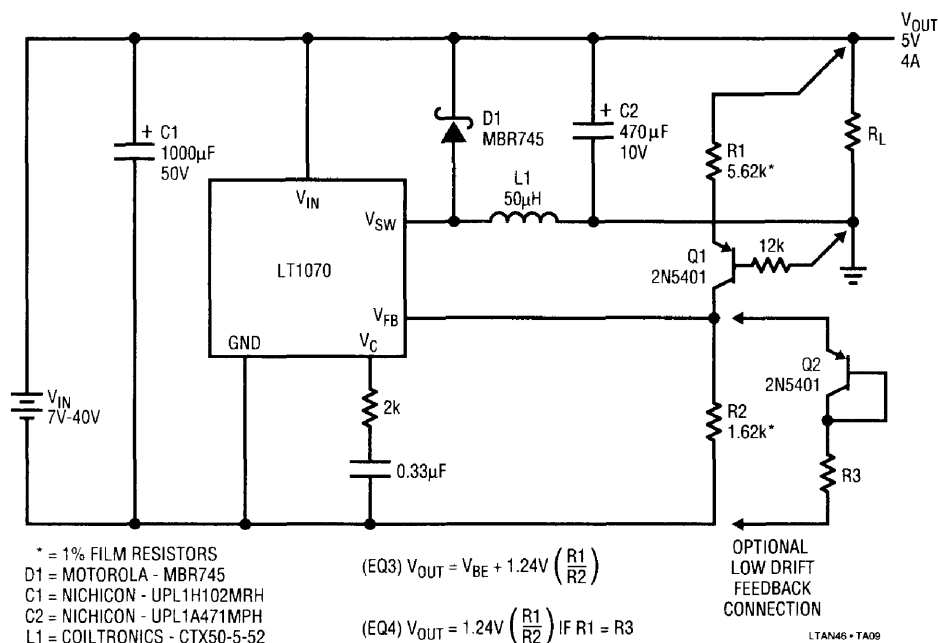 V_OUT
5V
4A
+ C1
1000μF
50V
D1
MBR745
+ C2
470μF
10V
R1
5.62k*
R_L
L1
50μH
V_IN
V_SW
LT1070
Q1
2N5401
12k
V_FB
GND
V_C
Q2
2N5401
V_IN
7V-40V
2k
R2
1.62k*
0.33μF
R3
* = 1% FILM RESISTORS
D1 = MOTOROLA - MBR745
C1 = NICHICON - UPL1H102MRH
C2 = NICHICON - UPL1A471MPH
L1 = COILTRONICS - CTX50-5-52
(EQ3) V_OUT = V_BE + 1.24V (R1/R2)
(EQ4) V_OUT = 1.24V (R1/R2) IF R1 = R3
OPTIONAL
LOW DRIFT
FEEDBACK
CONNECTION
LTAN46 • TA09